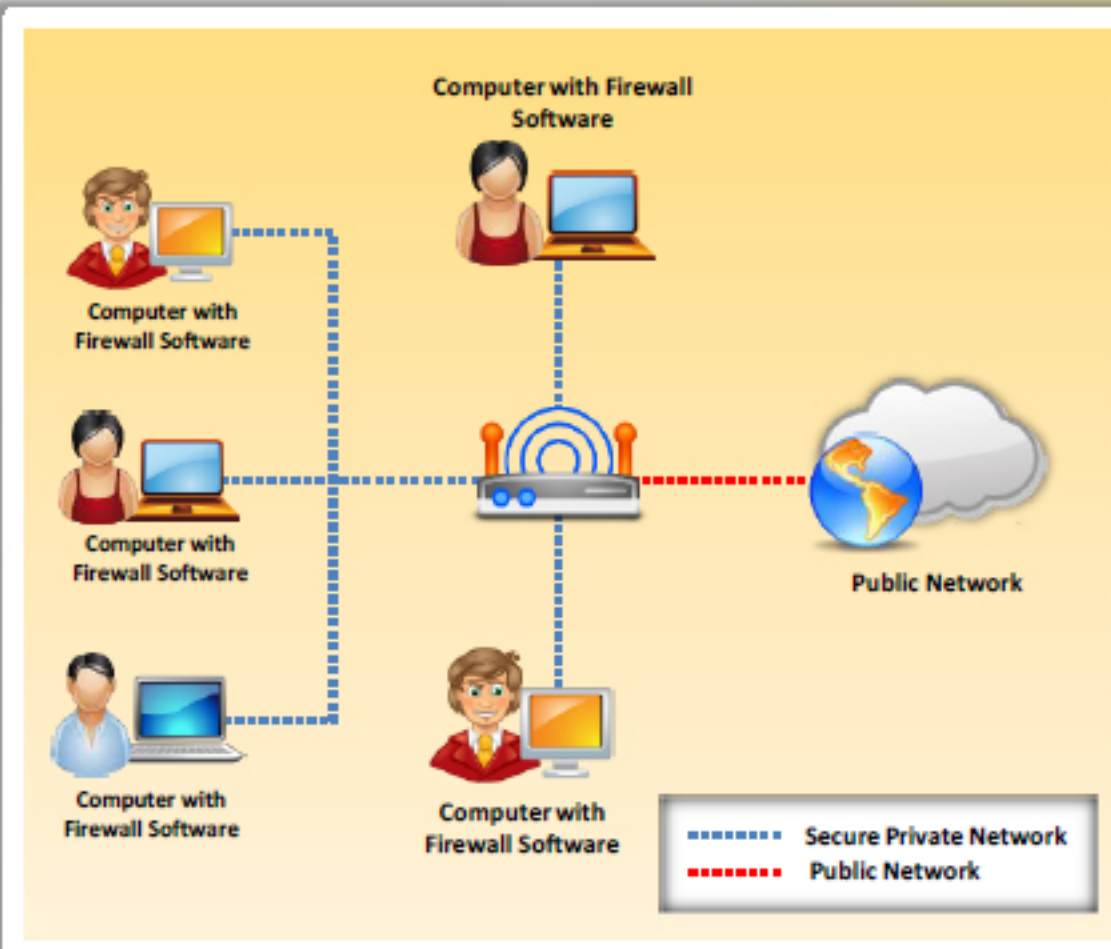 Computer with Firewall
Software
Computer with
Firewall Software
Computer with
Firewall Software
Public Network
Computer with
Firewall Software
Computer with
Firewall Software
Secure Private Network
Public Network